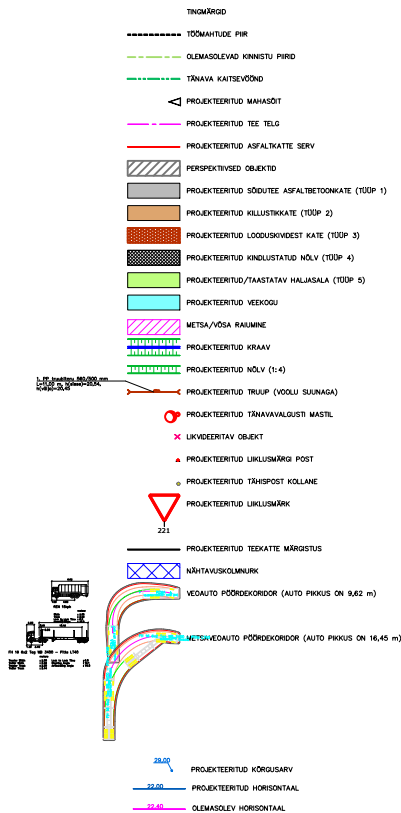 TINGMÄRGID
TÖÖMAHTUDE PIIR
OLEMASOLEVAD KINNISTU PIIRID
TÄNAVA KAITSEVÖÖND
PROJEKTEERITUD MAHASÕIT
PROJEKTEERITUD TEE TELG
PROJEKTEERITUD ASFALTKATTE SERV
PERSPEKTIIVSED OBJEKTID
PROJEKTEERITUD SÕIDUTEE ASFALTBETOONKATE (TÜÜP 1)
PROJEKTEERITUD KILLUSTIKKATE (TÜÜP 2)
PROJEKTEERITUD LOODUSKIVIDEST KATE (TÜÜP 3)
PROJEKTEERITUD KINDLUSTATUD NÕLV (TÜÜP 4)
PROJEKTEERITUD/TAASTATAV HALJASALA (TÜÜP 5)
PROJEKTEERITUD VEEKOGU
METSA/VÕSA RAIUMINE
PROJEKTEERITUD KRAAV
PROJEKTEERITUD NÕLV (1:4)
PROJEKTEERITUD TRUUP (VOOLU SUUNAGA)
PROJEKTEERITUD TÄNAVAVALGUSTI MASTIL
LIKVIDEERITAV OBJEKT
PROJEKTEERITUD LIIKLUSMÄRGI POST
PROJEKTEERITUD TÄHISPOST KOLLANE
PROJEKTEERITUD LIIKLUSMÄRK
221
PROJEKTEERITUD TEEKATTE MÄRGISTUS
NÄHTAVUSKOLMNURK
VEOAUTO PÖÖRDEKORIDOR (AUTO PIKKUS ON 9,62 m)
METSAVEOAUTO PÖÖRDEKORIDOR (AUTO PIKKUS ON 16,45 m)
29,00
PROJEKTEERITUD KÕRGUSARV
22,00
PROJEKTEERITUD HORISONTAAL
22,40
OLEMASOLEV HORISONTAAL